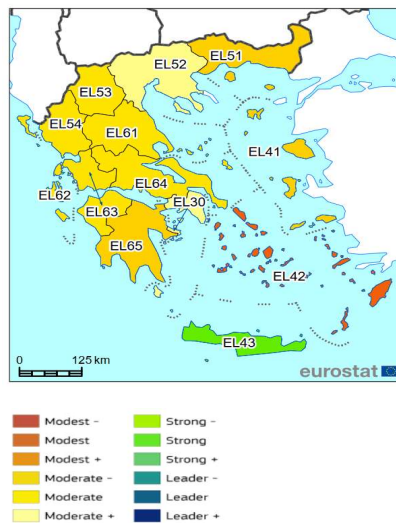 EL52
EL51
EL53
EL54
EL61
EL41
EL64
EL62
EL30
EL63
EL65
EL42
EL43
0 125 km
eurostat
Modest -
Modest
Modest +
Moderate -
Moderate
Moderate +
Strong -
Strong
Strong +
Leader -
Leader
Leader +